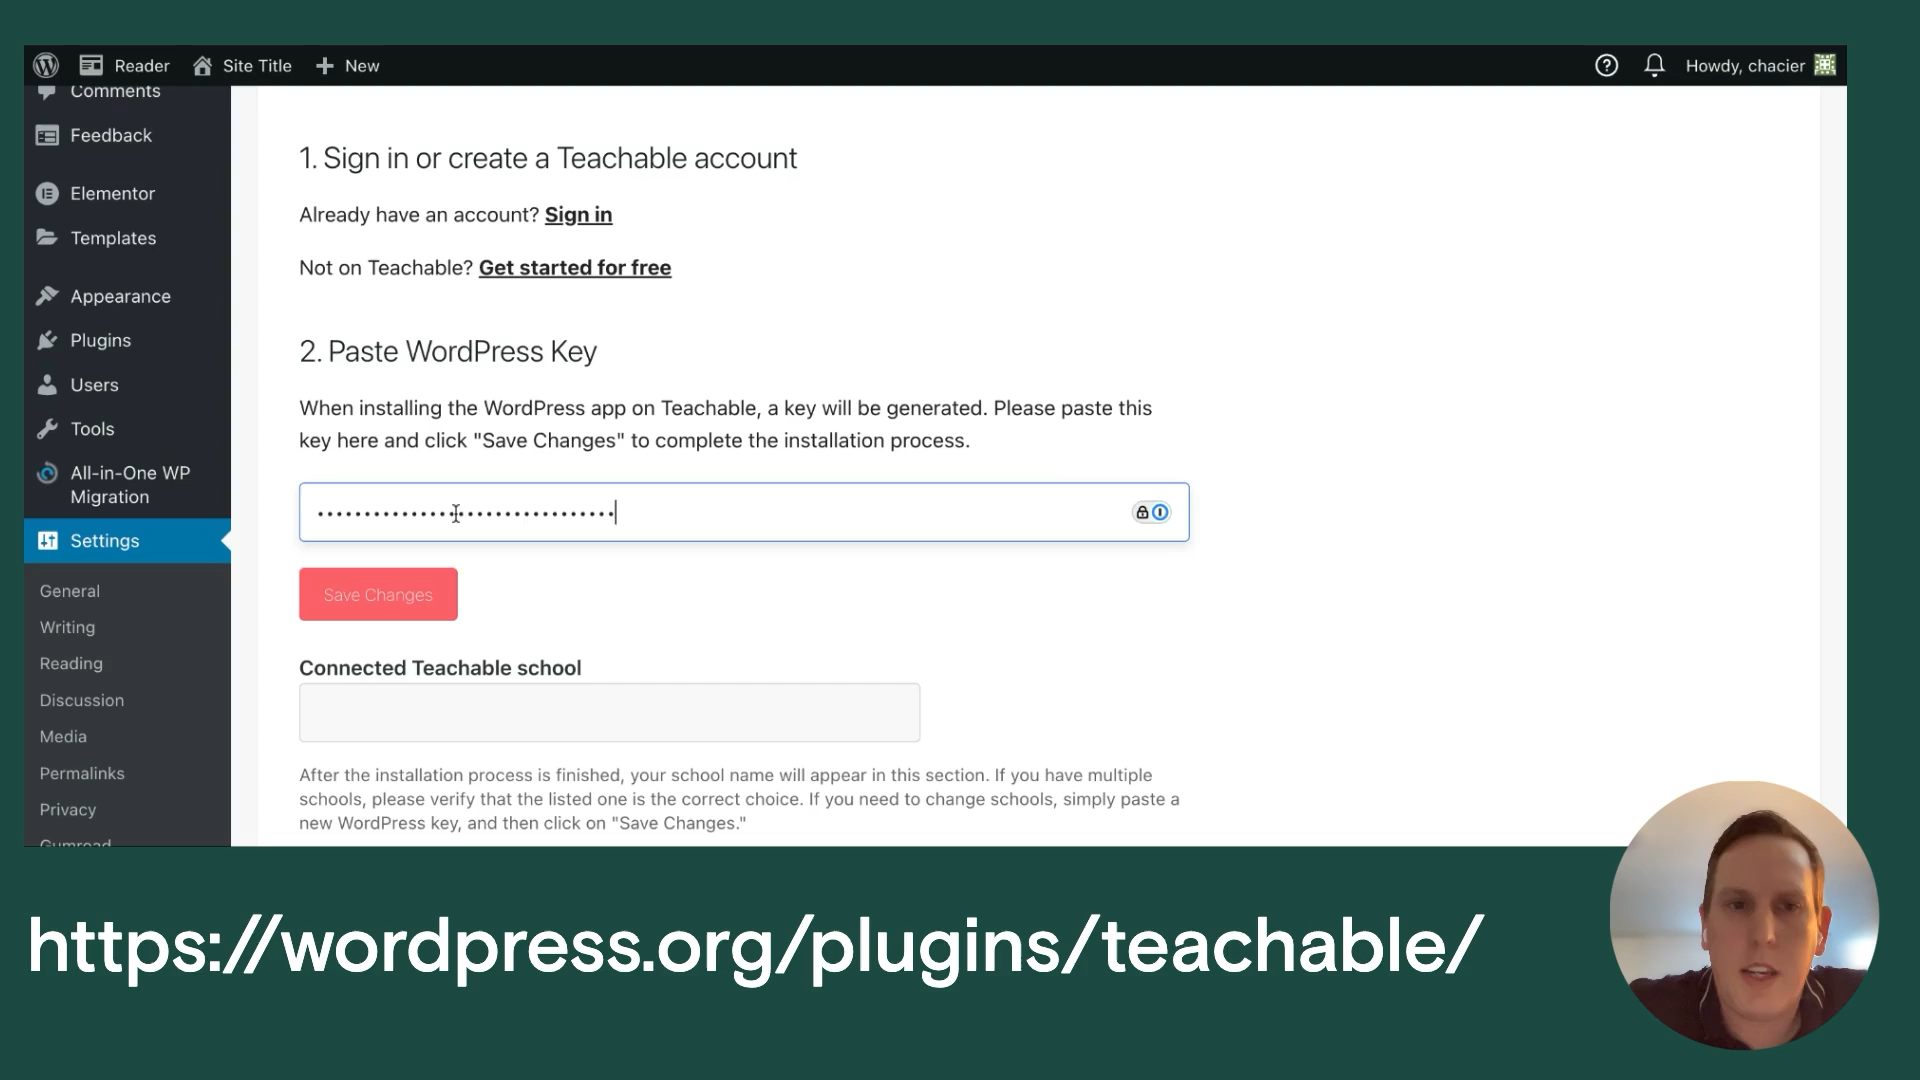 Reader
Site Title
New
Howdy, chacier
Comments
Feedback
Elementor
Templates
Appearance
Plugins
Users
Tools
All-in-One WP
Migration
Settings
General
Writing
Reading
Discussion
Media
Permalinks
Privacy
Gumroad
1. Sign in or create a Teachable account
Already have an account? Sign in
Not on Teachable? Get started for free
2. Paste WordPress Key
When installing the WordPress app on Teachable, a key will be generated. Please paste this
key here and click "Save Changes" to complete the installation process.
Save Changes
Connected Teachable school
After the installation process is finished, your school name will appear in this section. If you have multiple
schools, please verify that the listed one is the correct choice. If you need to change schools, simply paste a
new WordPress key, and then click on "Save Changes."
https://wordpress.org/plugins/teachable/